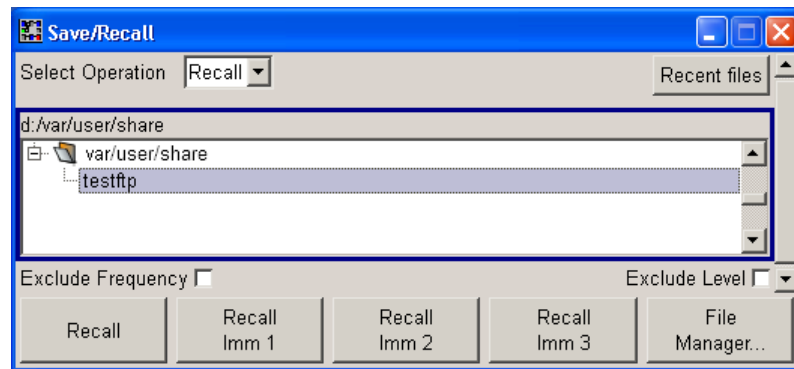 Save/Recall
Select Operation Recall Recent files
d:/var/user/share
var/user/share
testftp
Exclude Frequency Exclude Level
Recall Recall Imm 1 Recall Imm 2 Recall Imm 3 File Manager...